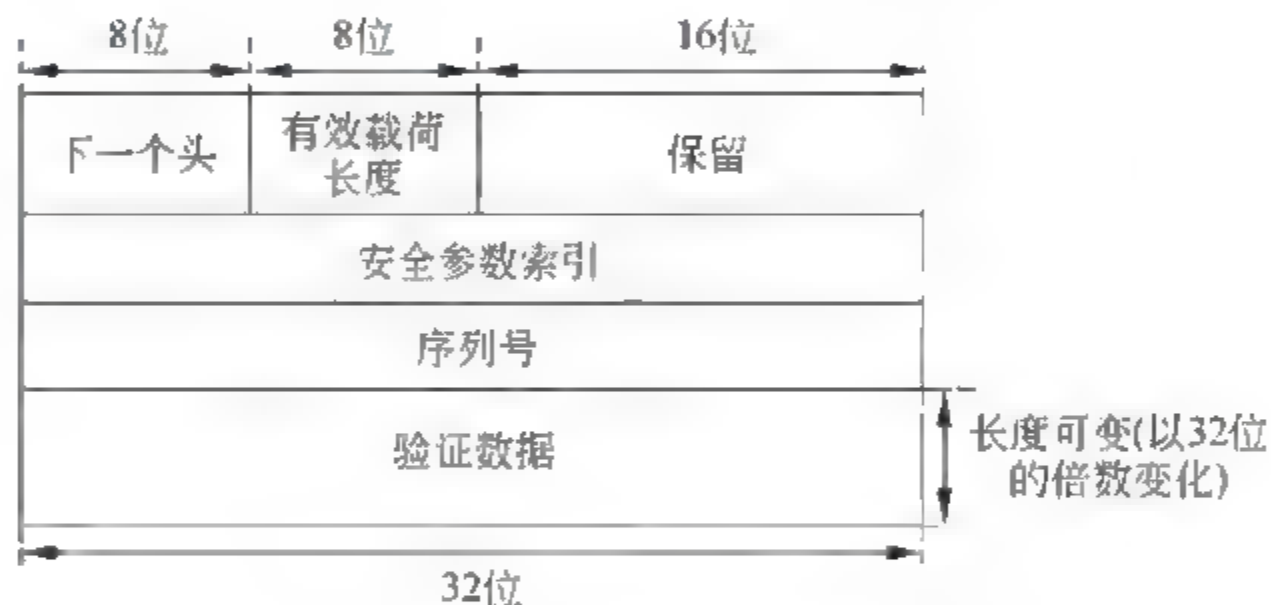 8位 8位 16位
下一个头
有效载荷
长度
保留
安全参数索引
序列号
验证数据
长度可变(以32位
的倍数变化)
32位